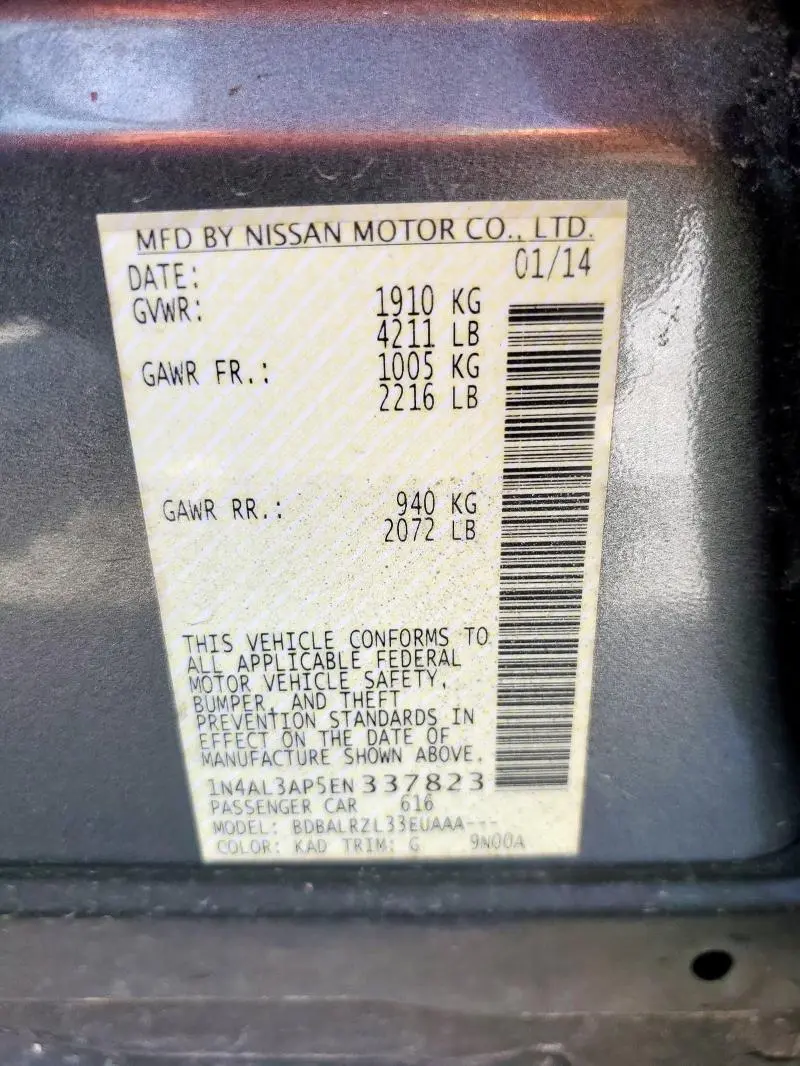 MFD BY NISSAN MOTOR CO., LTD.
DATE: 01/14
GVWR: 1910 KG
4211 LB
GAWR FR.: 1005 KG
2216 LB
GAWR RR.: 940 KG
2072 LB
THIS VEHICLE CONFORMS TO
ALL APPLICABLE FEDERAL
MOTOR VEHICLE SAFETY,
BUMPER, AND THEFT
PREVENTION STANDARDS IN
EFFECT ON THE DATE OF
MANUFACTURE SHOWN ABOVE.
1N4AL3AP5EN337823
PASSENGER CAR 616
MODEL: BDBALRZL33EUAAA---
COLOR: KAD TRIM: G 9N00A